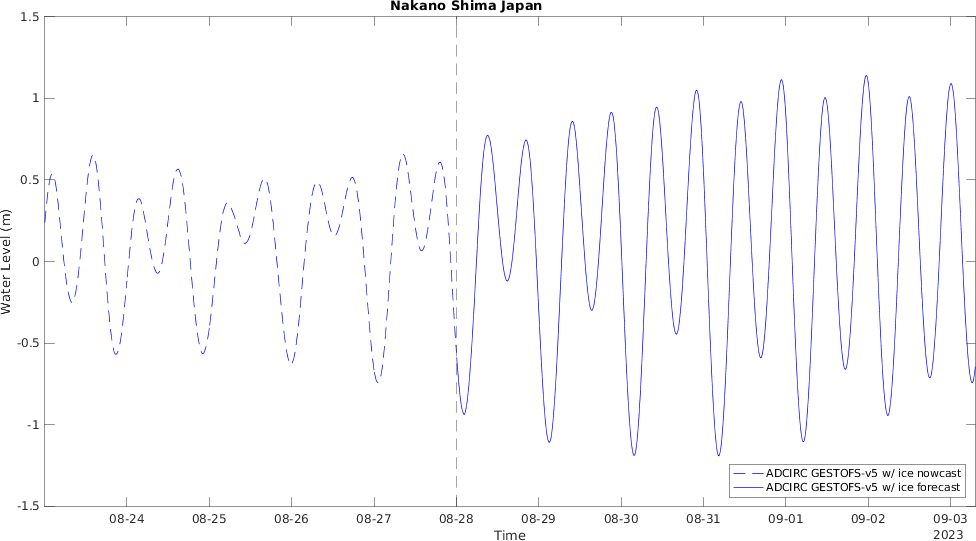 Nakano Shima Japan
1.5
1
0.5
0
-0.5
-1
-1.5
Water Level (m)
08-24 08-25 08-26 08-27 08-28 08-29 08-30 08-31 09-01 09-02 09-03
2023
Time
ADCIRC GESTOFS-v5 w/ ice nowcast
ADCIRC GESTOFS-v5 w/ ice forecast